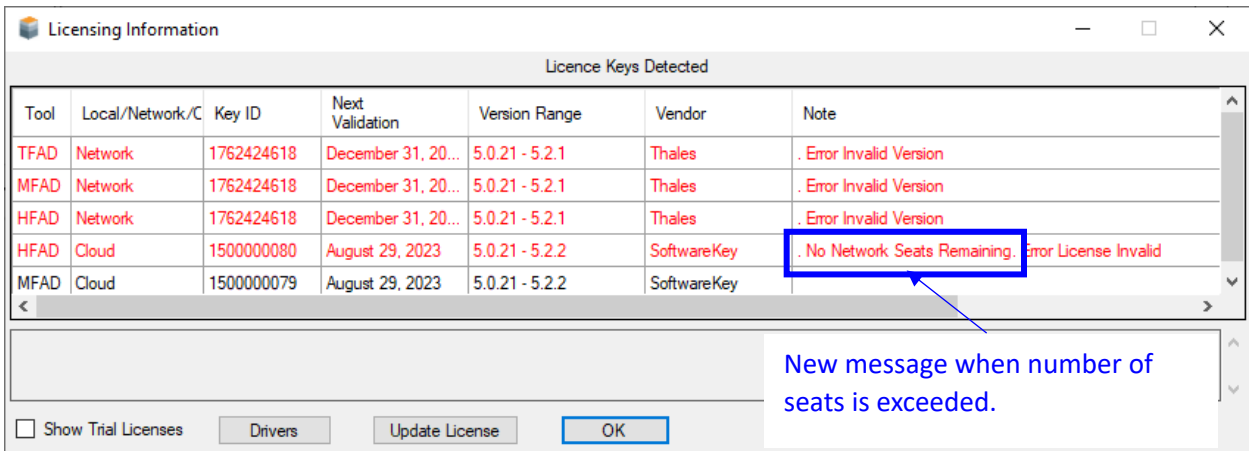 Licensing Information
Licence Keys Detected
Tool Local/Network/C Key ID Next Validation Version Range Vendor Note
TFAD Network 1762424618 December 31, 20... 5.0.21 - 5.2.1 Thales . Error Invalid Version
MFAD Network 1762424618 December 31, 20... 5.0.21 - 5.2.1 Thales . Error Invalid Version
HFAD Network 1762424618 December 31, 20... 5.0.21 - 5.2.1 Thales . Error Invalid Version
HFAD Cloud 1500000080 August 29, 2023 5.0.21 - 5.2.2 SoftwareKey . No Network Seats Remaining. Error License Invalid
MFAD Cloud 1500000079 August 29, 2023 5.0.21 - 5.2.2 SoftwareKey
New message when number of
seats is exceeded.
Show Trial Licenses Drivers Update License OK